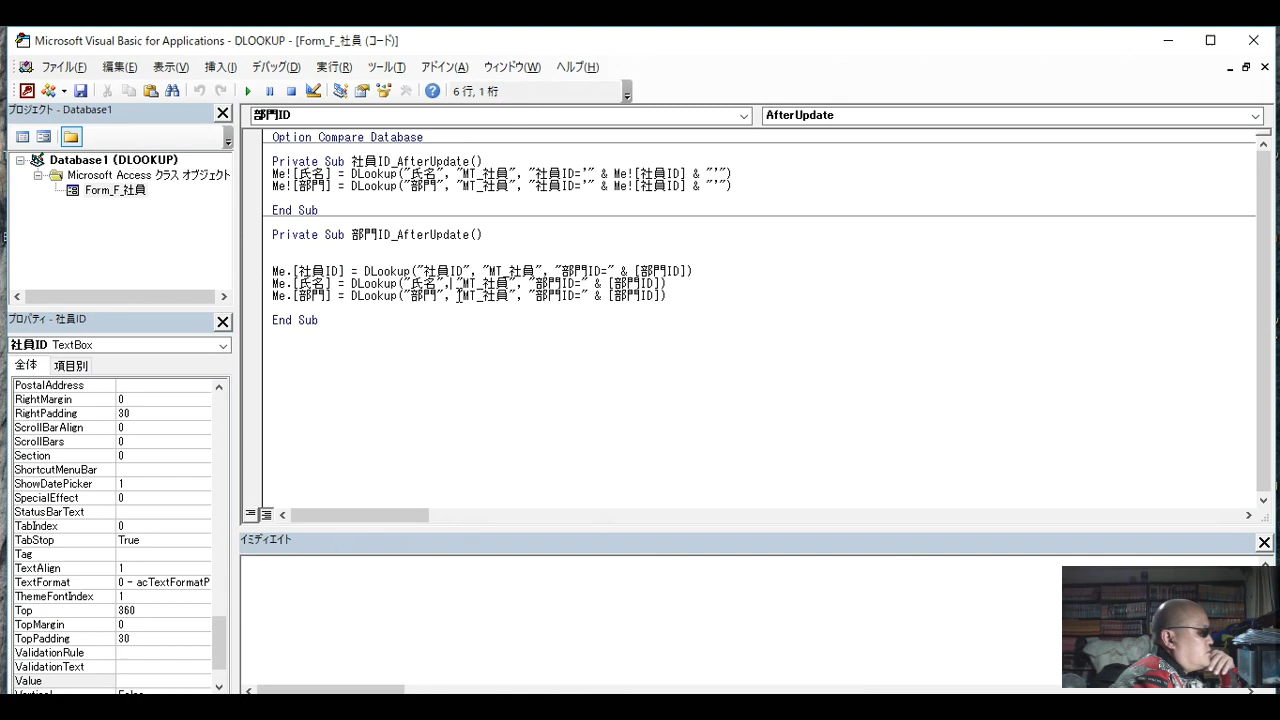 Microsoft Visual Basic for Applications - DLOOKUP - [Form_F_社員 (コード)]
ファイル(F) 編集(E) 表示(V) 挿入(I) デバッグ(D) 実行(R) ツール(T) アドイン(A) ウィンドウ(W) ヘルプ(H)
6 行, 1 桁
プロジェクト - Database1
Database1 (DLOOKUP)
Microsoft Access クラス オブジェクト
Form_F_社員
プロパティ - 社員ID
社員ID TextBox
全体 項目別
PostalAddress
RightMargin 0
RightPadding 30
ScrollBarAlign 0
ScrollBars 0
Section 0
ShortcutMenuBar
ShowDatePicker 1
SpecialEffect 0
StatusBarText
TabIndex 0
TabStop True
Tag
TextAlign 1
TextFormat 0 - acTextFormatP
ThemeFontIndex 1
Top 360
TopMargin 0
TopPadding 30
ValidationRule
ValidationText
Value
部門ID AfterUpdate
Option Compare Database
Private Sub 社員ID_AfterUpdate()
Me![氏名] = DLookup("氏名", "MT_社員", "社員ID='" & Me![社員ID] & "'")
Me![部門] = DLookup("部門", "MT_社員", "社員ID='" & Me![社員ID] & "'")
End Sub
Private Sub 部門ID_AfterUpdate()
Me.[社員ID] = DLookup("社員ID", "MT_社員", "部門ID=" & [部門ID])
Me.[氏名] = DLookup("氏名", "MT_社員", "部門ID=" & [部門ID])
Me.[部門] = DLookup("部門", "MT_社員", "部門ID=" & [部門ID])
End Sub
イミディエイト